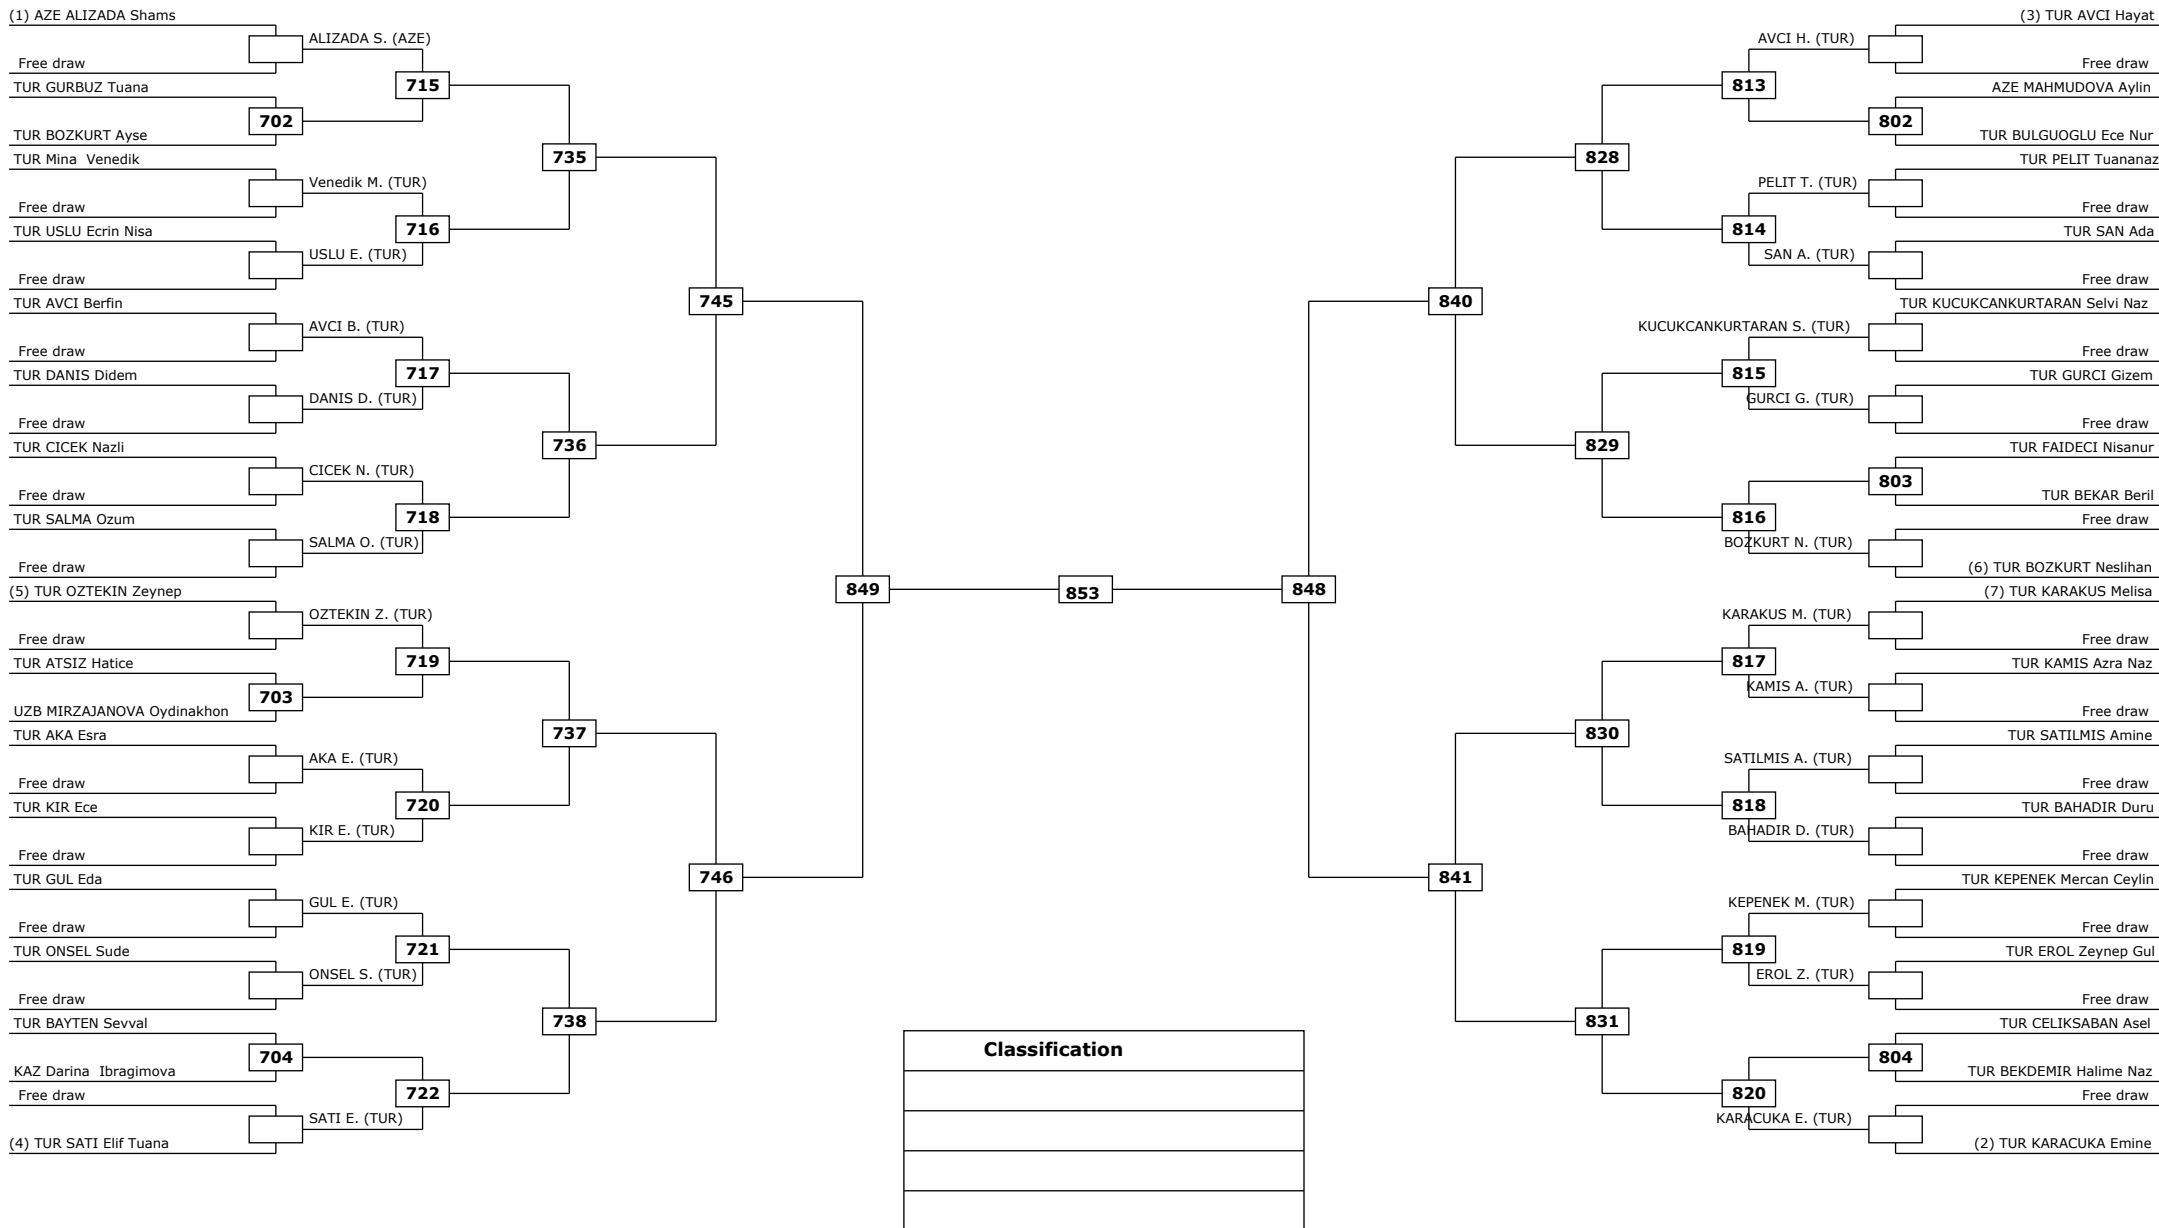 (1) AZE ALIZADA Shams
Free draw
TUR GURBUZ Tuana
TUR BOZKURT Ayse
TUR Mina  Venedik
Free draw
TUR USLU Ecrin Nisa
Free draw
TUR AVCI Berfin
Free draw
TUR DANIS Didem
Free draw
TUR CICEK Nazli
Free draw
TUR SALMA Ozum
Free draw
(5) TUR OZTEKIN Zeynep
Free draw
TUR ATSIZ Hatice
UZB MIRZAJANOVA Oydinakhon
TUR AKA Esra
Free draw
TUR KIR Ece
Free draw
TUR GUL Eda
Free draw
TUR ONSEL Sude
Free draw
TUR BAYTEN Sevval
KAZ Darina  Ibragimova
Free draw
(4) TUR SATI Elif Tuana
ALIZADA S. (AZE)
702
Venedik M. (TUR)
USLU E. (TUR)
AVCI B. (TUR)
DANIS D. (TUR)
CICEK N. (TUR)
SALMA O. (TUR)
OZTEKIN Z. (TUR)
703
AKA E. (TUR)
KIR E. (TUR)
GUL E. (TUR)
ONSEL S. (TUR)
704
SATI E. (TUR)
715
716
717
718
719
720
721
722
735
736
737
738
745
746
849
853
848
840
841
828
829
830
831
813
814
815
816
817
818
819
820
AVCI H. (TUR)
802
PELIT T. (TUR)
SAN A. (TUR)
KUCUKCANKURTARAN S. (TUR)
GURCI G. (TUR)
803
BOZKURT N. (TUR)
KARAKUS M. (TUR)
KAMIS A. (TUR)
SATILMIS A. (TUR)
BAHADIR D. (TUR)
KEPENEK M. (TUR)
EROL Z. (TUR)
804
KARACUKA E. (TUR)
(3) TUR AVCI Hayat
Free draw
AZE MAHMUDOVA Aylin
TUR BULGUOGLU Ece Nur
TUR PELIT Tuananaz
Free draw
TUR SAN Ada
Free draw
TUR KUCUKCANKURTARAN Selvi Naz
Free draw
TUR GURCI Gizem
Free draw
TUR FAIDECI Nisanur
TUR BEKAR Beril
Free draw
(6) TUR BOZKURT Neslihan
(7) TUR KARAKUS Melisa
Free draw
TUR KAMIS Azra Naz
Free draw
TUR SATILMIS Amine
Free draw
TUR BAHADIR Duru
Free draw
TUR KEPENEK Mercan Ceylin
Free draw
TUR EROL Zeynep Gul
Free draw
TUR CELIKSABAN Asel
TUR BEKDEMIR Halime Naz
Free draw
(2) TUR KARACUKA Emine
Classification